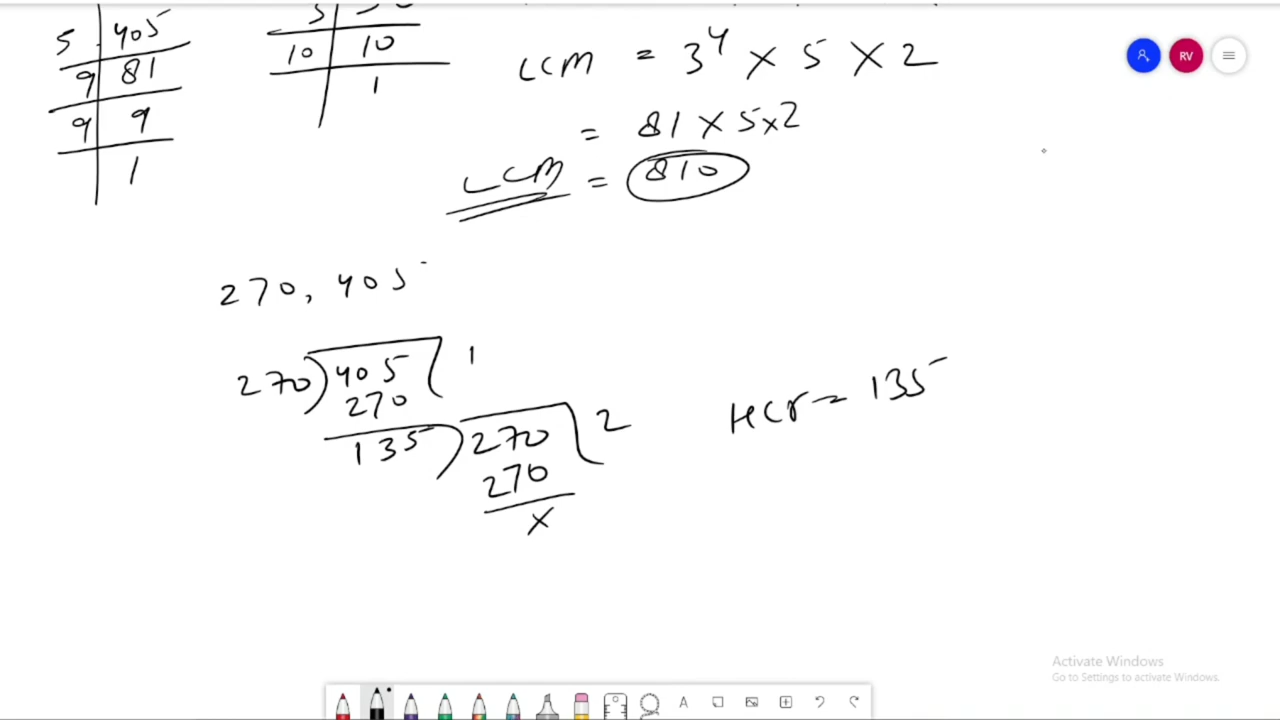 5 | 405
9 | 81
9 | 9
1
10 | 10
1
LCM = 3⁴ × 5 × 2
= 81 × 5×2
LCM = 810
RV
270, 405
270) 405 ( 1
270
135) 270 ( 2
270
×
HCF = 135
Activate Windows
Go to Settings to activate Windows.
A